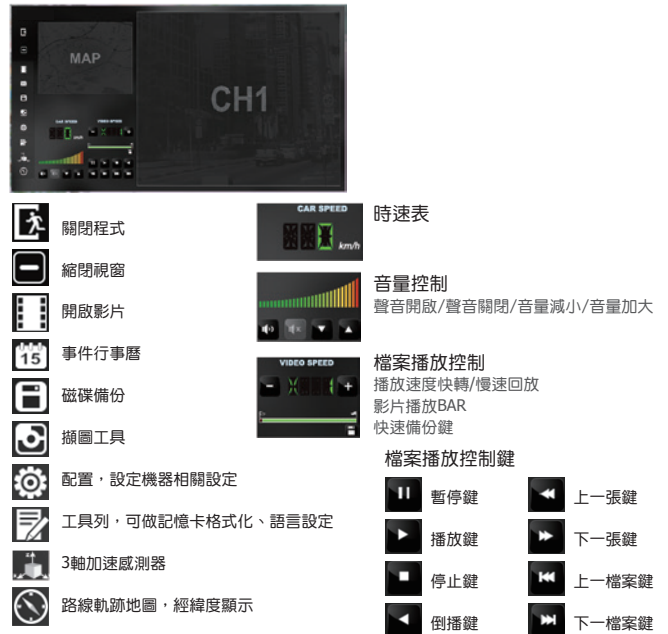 MAP
CH1
CAR SPEED
VIDEO SPEED
km/h
關閉程式
縮閉視窗
開啟影片
15
事件行事曆
磁碟備份
擷圖工具
配置，設定機器相關設定
工具列，可做記憶卡格式化、語言設定
3軸加速感測器
路線軌跡地圖，經緯度顯示
CAR SPEED
km/h
時速表
音量控制
聲音開啟/聲音關閉/音量減小/音量加大
VIDEO SPEED
X 1
檔案播放控制
播放速度快轉/慢速回放
影片播放BAR
快速備份鍵
檔案播放控制鍵
暫停鍵
上一張鍵
播放鍵
下一張鍵
停止鍵
上一檔案鍵
倒播鍵
下一檔案鍵